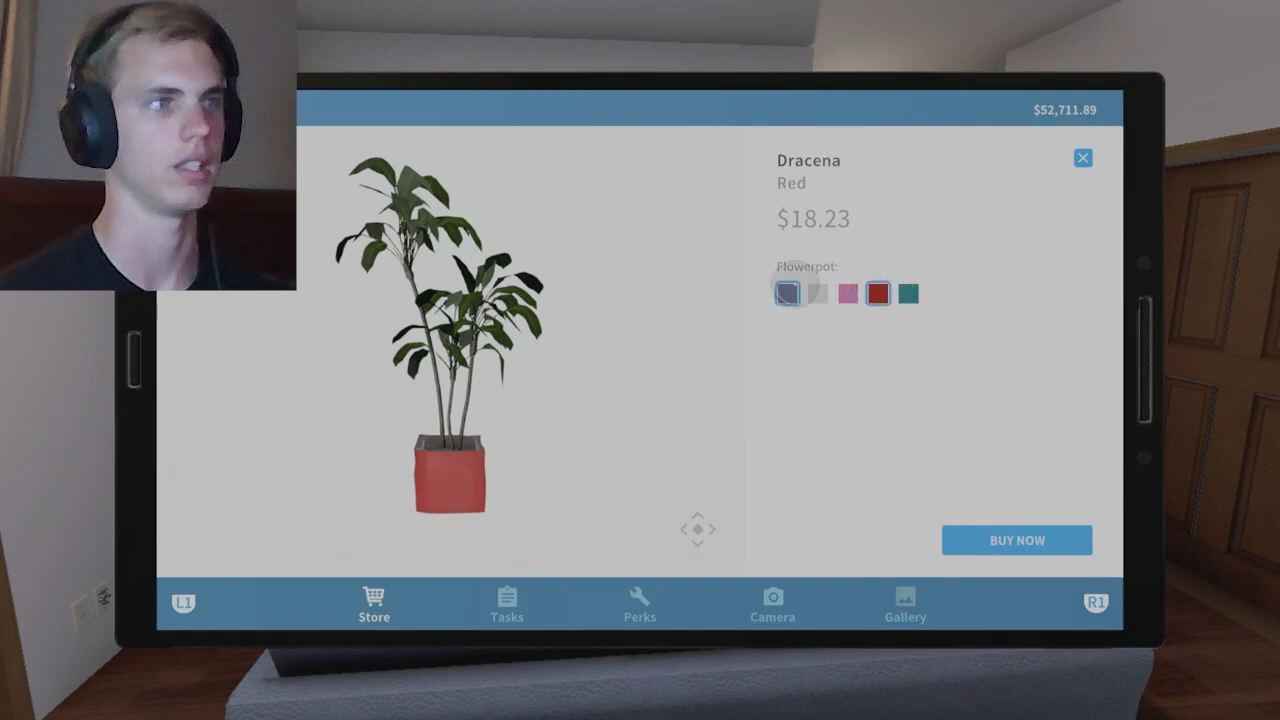 $52,711.89
Dracena
Red
$18.23
Flowerpot:
BUY NOW
L1
Store
Tasks
Perks
Camera
Gallery
R1